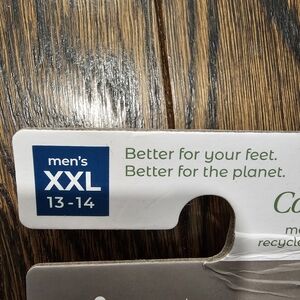 men's
XXL
13-14
Better for your feet.
Better for the planet.